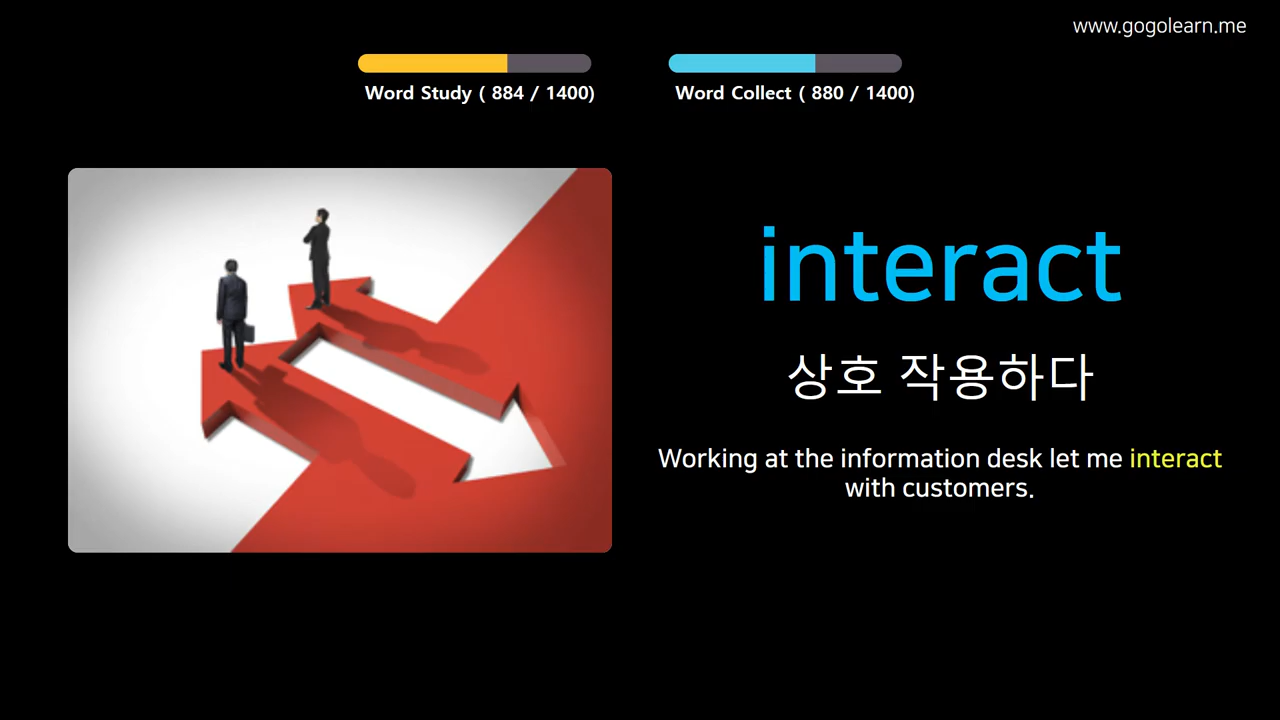 www.gogolearn.me
Word Study ( 884 / 1400)
Word Collect ( 880 / 1400)
interact
상호 작용하다
Working at the information desk let me interact
with customers.